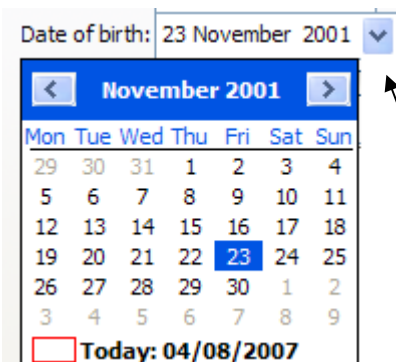 Date of birth: 23 November 2001
November 2001
Mon Tue Wed Thu Fri Sat Sun
29 30 31 1 2 3 4
5 6 7 8 9 10 11
12 13 14 15 16 17 18
19 20 21 22 23 24 25
26 27 28 29 30 1 2
3 4 5 6 7 8 9
Today: 04/08/2007